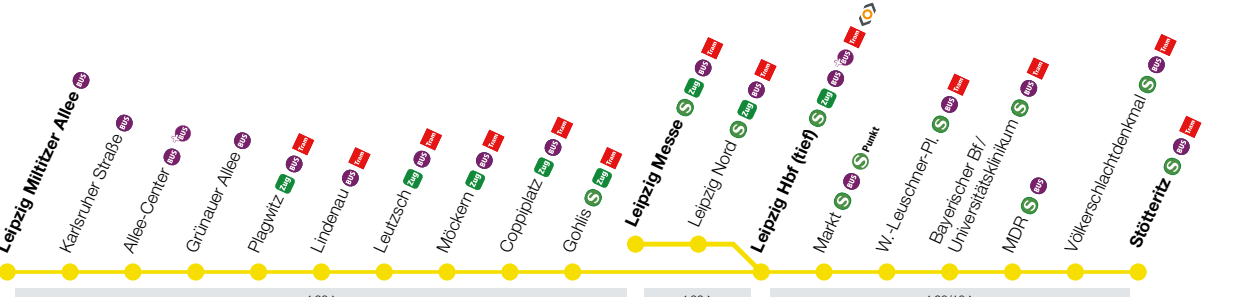 Leipzig Miltitzer Allee BUS
Karlsruher Straße BUS
Allee-Center BUS + BUS
Grünauer Allee BUS
Plagwitz Zug BUS Tram
Lindenau BUS Tram
Leutzsch Zug BUS Tram
Möckern Zug BUS Tram
Coppiplatz Zug BUS Tram
Gohlis S Zug Tram
Leipzig Messe S Zug BUS Tram
Leipzig Nord S Zug BUS Tram
Leipzig Hbf (tief) S Zug BUS + BUS Tram
Markt S BUS S Punkt
W.-Leuschner-Pl. S BUS Tram
Bayerischer Bf/
Universitätsklinikum S BUS Tram
MDR S BUS
Völkerschlachtdenkmal S BUS Tram
Stötteritz S BUS Tram